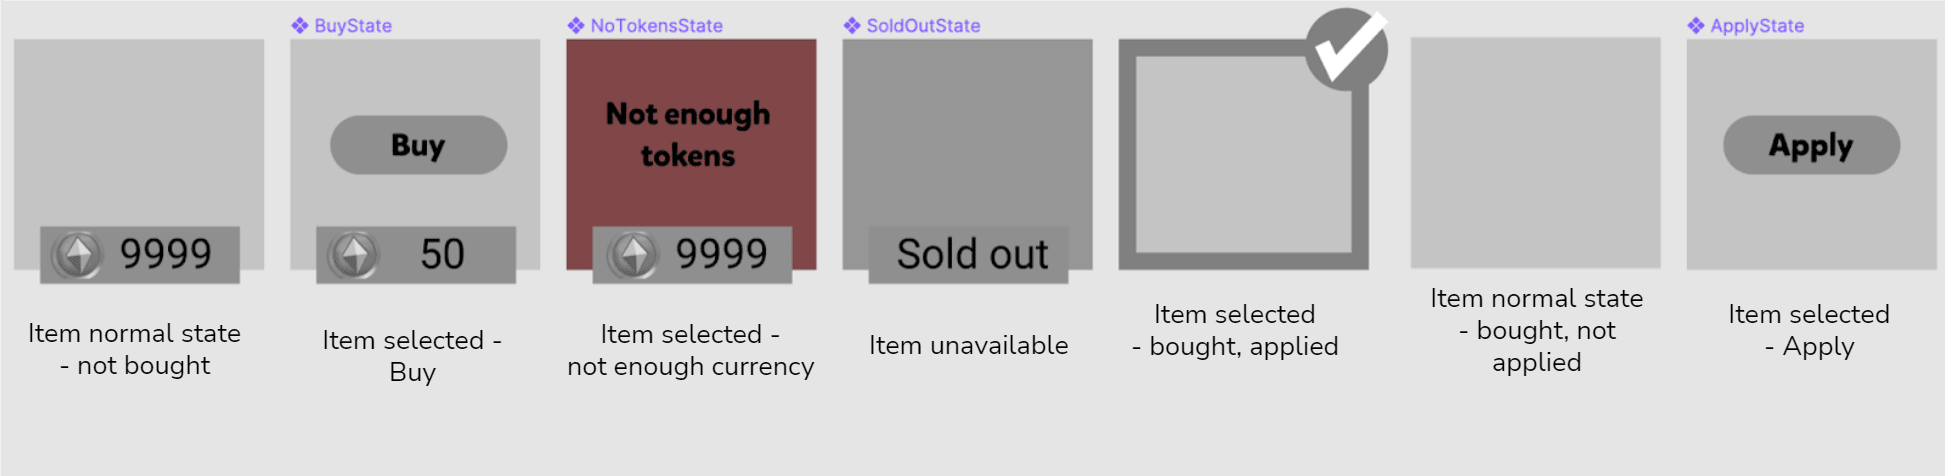 BuyState
NoTokensState
SoldOutState
ApplyState
Buy
Not enough
tokens
Apply
9999
50
9999
Sold out
Item normal state
- not bought
Item selected -
Buy
Item selected -
not enough currency
Item unavailable
Item selected
- bought, applied
Item normal state
- bought, not
applied
Item selected
- Apply